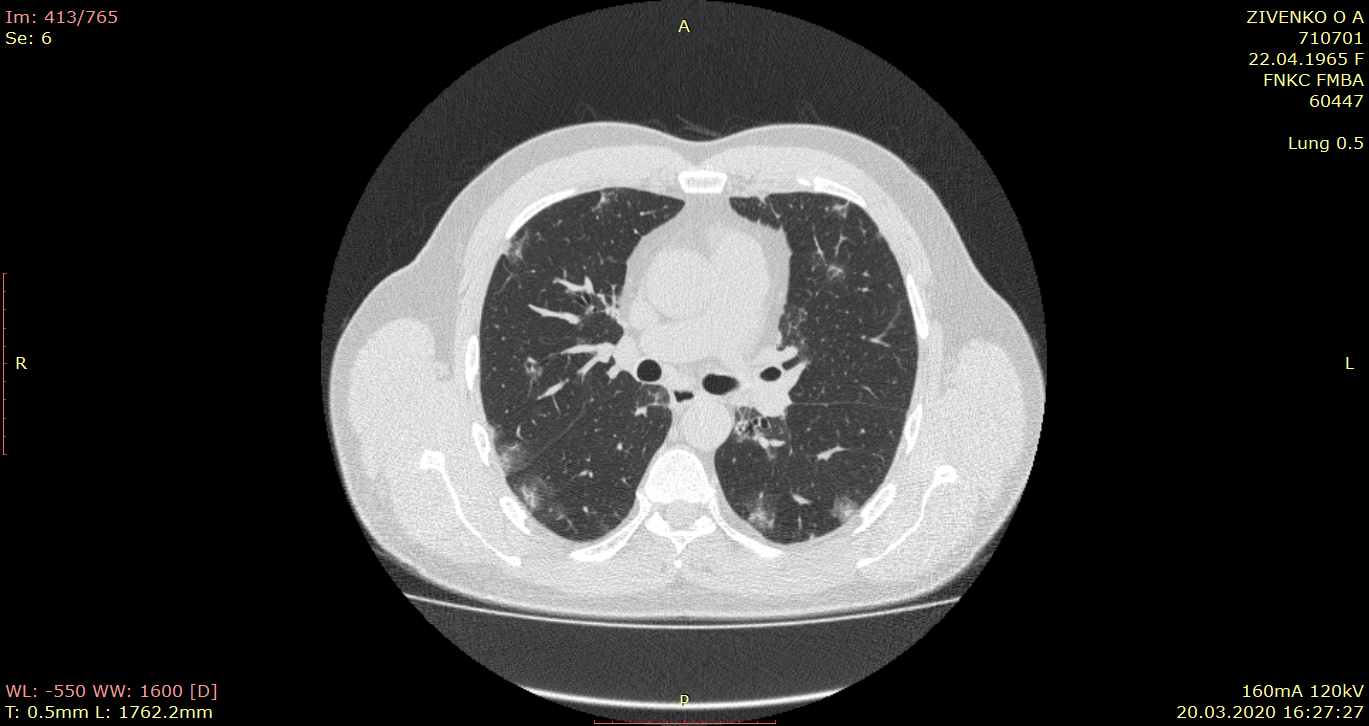 Im: 413/765
Se: 6
A
ZIVENKO O A
710701
22.04.1965 F
FNKC FMBA
60447
Lung 0.5
R
L
WL: -550 WW: 1600 [D]
T: 0.5mm L: 1762.2mm
P
160mA 120kV
20.03.2020 16:27:27